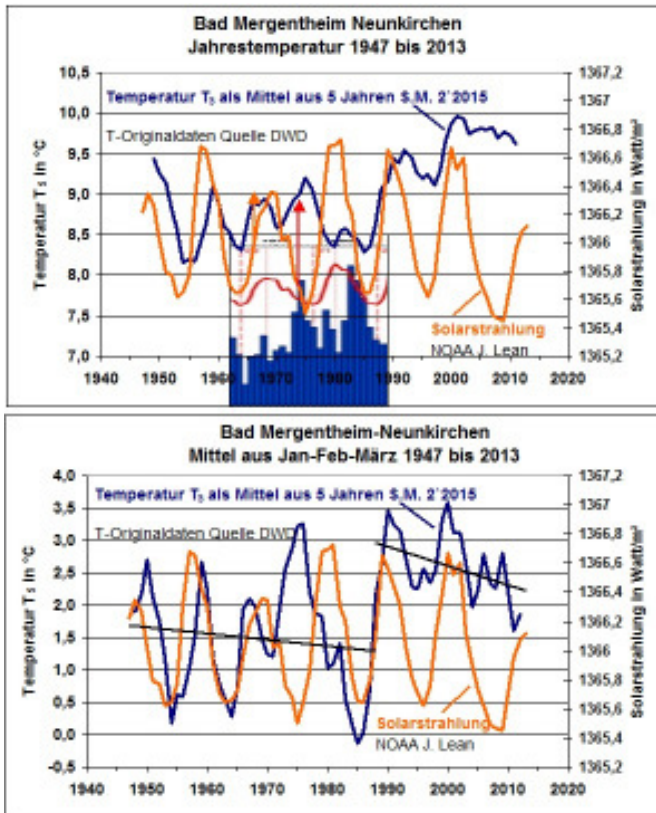 Bad Mergentheim Neunkirchen
Jahrestemperatur 1947 bis 2013
10,5
10,0
9,5
9,0
8,5
8,0
7,5
7,0
Temperatur T₅ in °C
Temperatur T₅ als Mittel aus 5 Jahren S.M. 2´2015
T-Originaldaten Quelle DWD
Solarstrahlung
NOAA J. Lean
1367,2
1367
1366,8
1366,6
1366,4
1366,2
1366
1365,8
1365,6
1365,4
1365,2
Solarstrahlung in Watt/m²
1940 1950 1960 1970 1980 1990 2000 2010 2020
Bad Mergentheim-Neunkirchen
Mittel aus Jan-Feb-März 1947 bis 2013
4,0
3,5
3,0
2,5
2,0
1,5
1,0
0,5
0,0
-0,5
Temperatur T₅ in °C
Temperatur T₅ als Mittel aus 5 Jahren S.M. 2´2015
T-Originaldaten Quelle DWD
Solarstrahlung
NOAA J. Lean
1367,2
1367
1366,8
1366,6
1366,4
1366,2
1366
1365,8
1365,6
1365,4
1365,2
Solarstrahlung in Watt/m²
1940 1950 1960 1970 1980 1990 2000 2010 2020